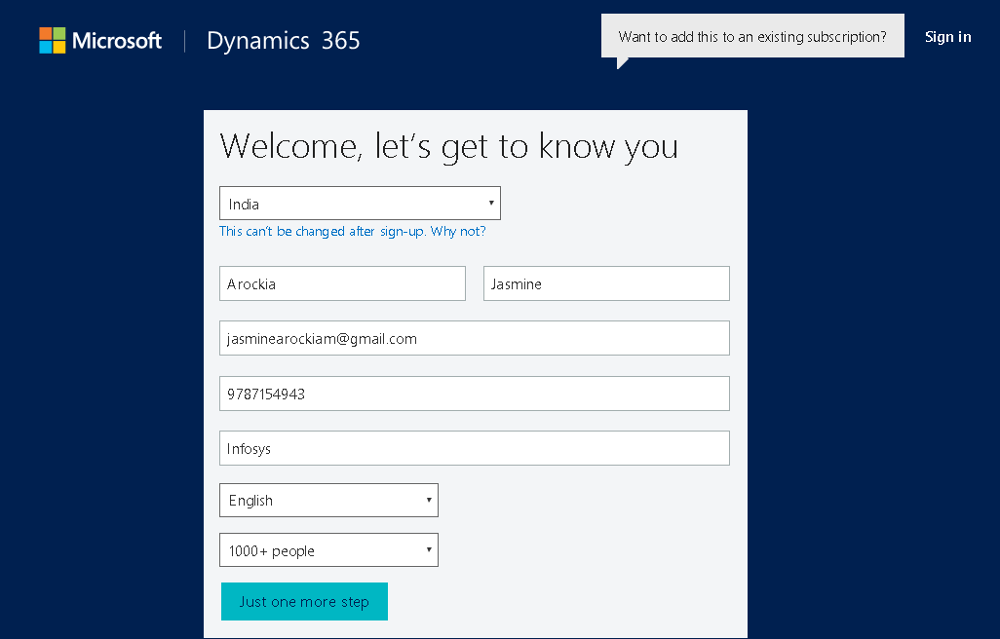 Microsoft | Dynamics 365
Want to add this to an existing subscription?
Sign in
Welcome, let's get to know you
India
This can't be changed after sign-up. Why not?
Arockia
Jasmine
jasminearockiam@gmail.com
9787154943
Infosys
English
1000+ people
Just one more step